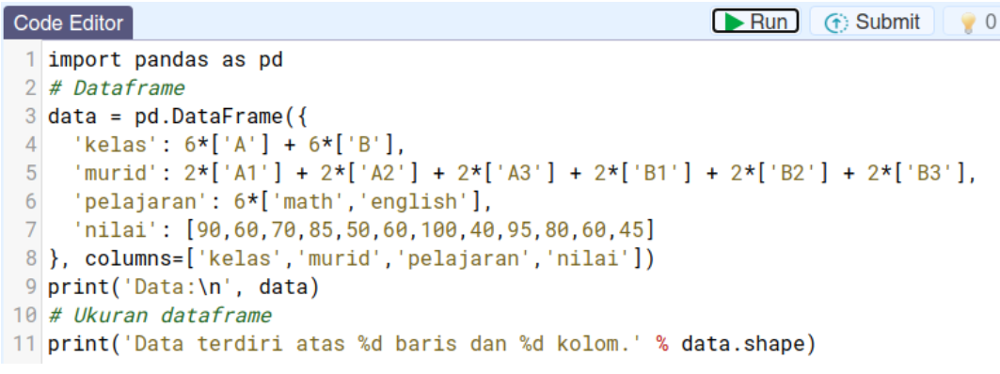 Code Editor Run Submit 0
1 import pandas as pd
2 # Dataframe
3 data = pd.DataFrame({
4   'kelas': 6*['A'] + 6*['B'],
5   'murid': 2*['A1'] + 2*['A2'] + 2*['A3'] + 2*['B1'] + 2*['B2'] + 2*['B3'],
6   'pelajaran': 6*['math','english'],
7   'nilai': [90,60,70,85,50,60,100,40,95,80,60,45]
8 }, columns=['kelas','murid','pelajaran','nilai'])
9 print('Data:\n', data)
10 # Ukuran dataframe
11 print('Data terdiri atas %d baris dan %d kolom.' % data.shape)